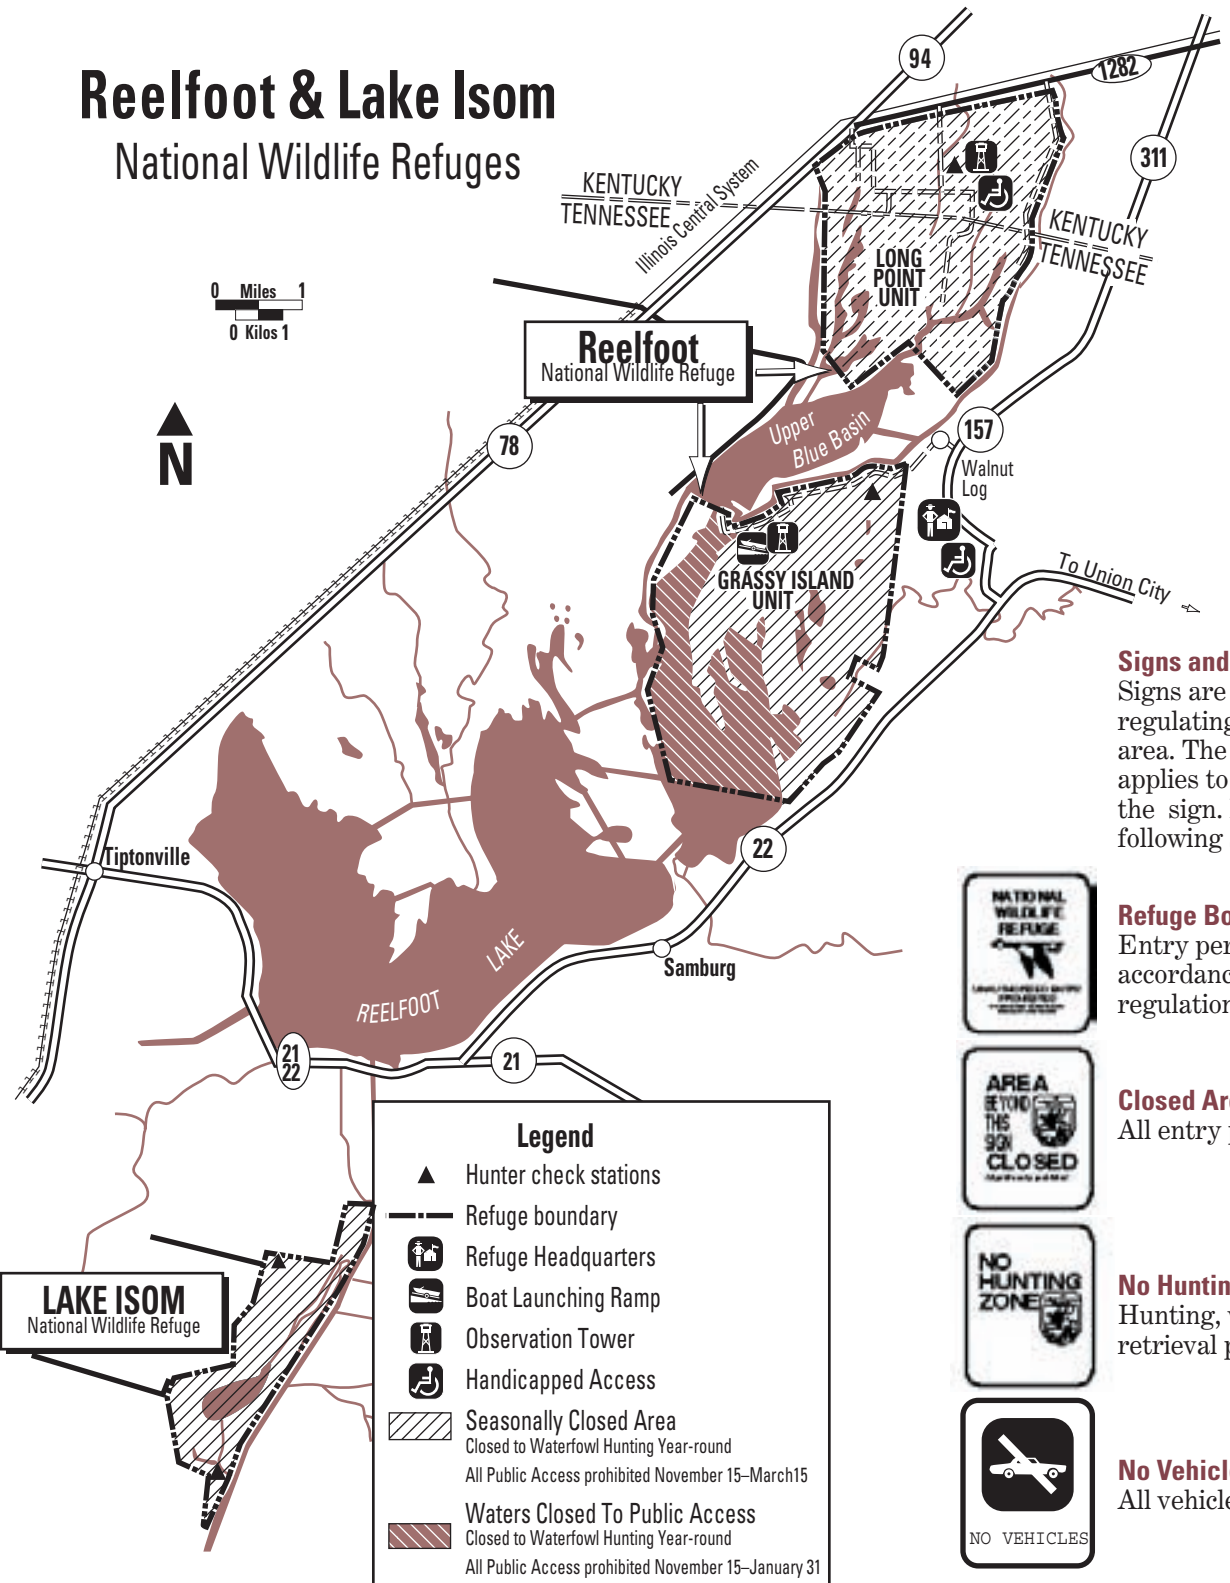 Reelfoot & Lake Isom
National Wildlife Refuges
94
1282
311
KENTUCKY
TENNESSEE
Illinois Central System
KENTUCKY
TENNESSEE
0 Miles 1
0 Kilos 1
LONG
POINT
UNIT
Reelfoot
National Wildlife Refuge
N
78
Upper
Blue Basin
157
Walnut
Log
GRASSY ISLAND
UNIT
To Union City
Signs and
Signs are
regulating
area. The
applies to
the sign.
following
22
Tiptonville
Samburg
REELFOOT LAKE
21
22
21
NATIONAL
WILDLIFE
REFUGE
UNAUTHORIZED ENTRY
PROHIBITED
Refuge Bo
Entry per
accordanc
regulation
AREA
BEYOND
THIS
SIGN
CLOSED
Closed Are
All entry p
NO
HUNTING
ZONE
No Huntin
Hunting, 
retrieval p
NO VEHICLES
No Vehicl
All vehicle
LAKE ISOM
National Wildlife Refuge
Legend
Hunter check stations
Refuge boundary
Refuge Headquarters
Boat Launching Ramp
Observation Tower
Handicapped Access
Seasonally Closed Area
Closed to Waterfowl Hunting Year-round
All Public Access prohibited November 15–March15
Waters Closed To Public Access
Closed to Waterfowl Hunting Year-round
All Public Access prohibited November 15–January 31